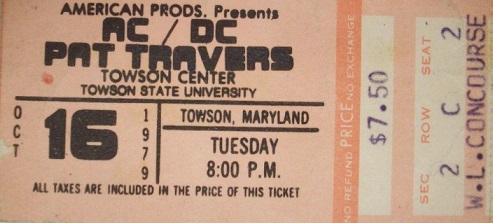 AMERICAN PRODS. Presents
AC / DC
PAT TRAVERS
TOWSON CENTER
TOWSON STATE UNIVERSITY
OCT
16
1979
TOWSON, MARYLAND
TUESDAY
8:00 P.M.
ALL TAXES ARE INCLUDED IN THE PRICE OF THIS TICKET
NO REFUND PRICE NO EXCHANGE
$7.50
SEC ROW SEAT
2 C 2
W.L.CONCOURSE